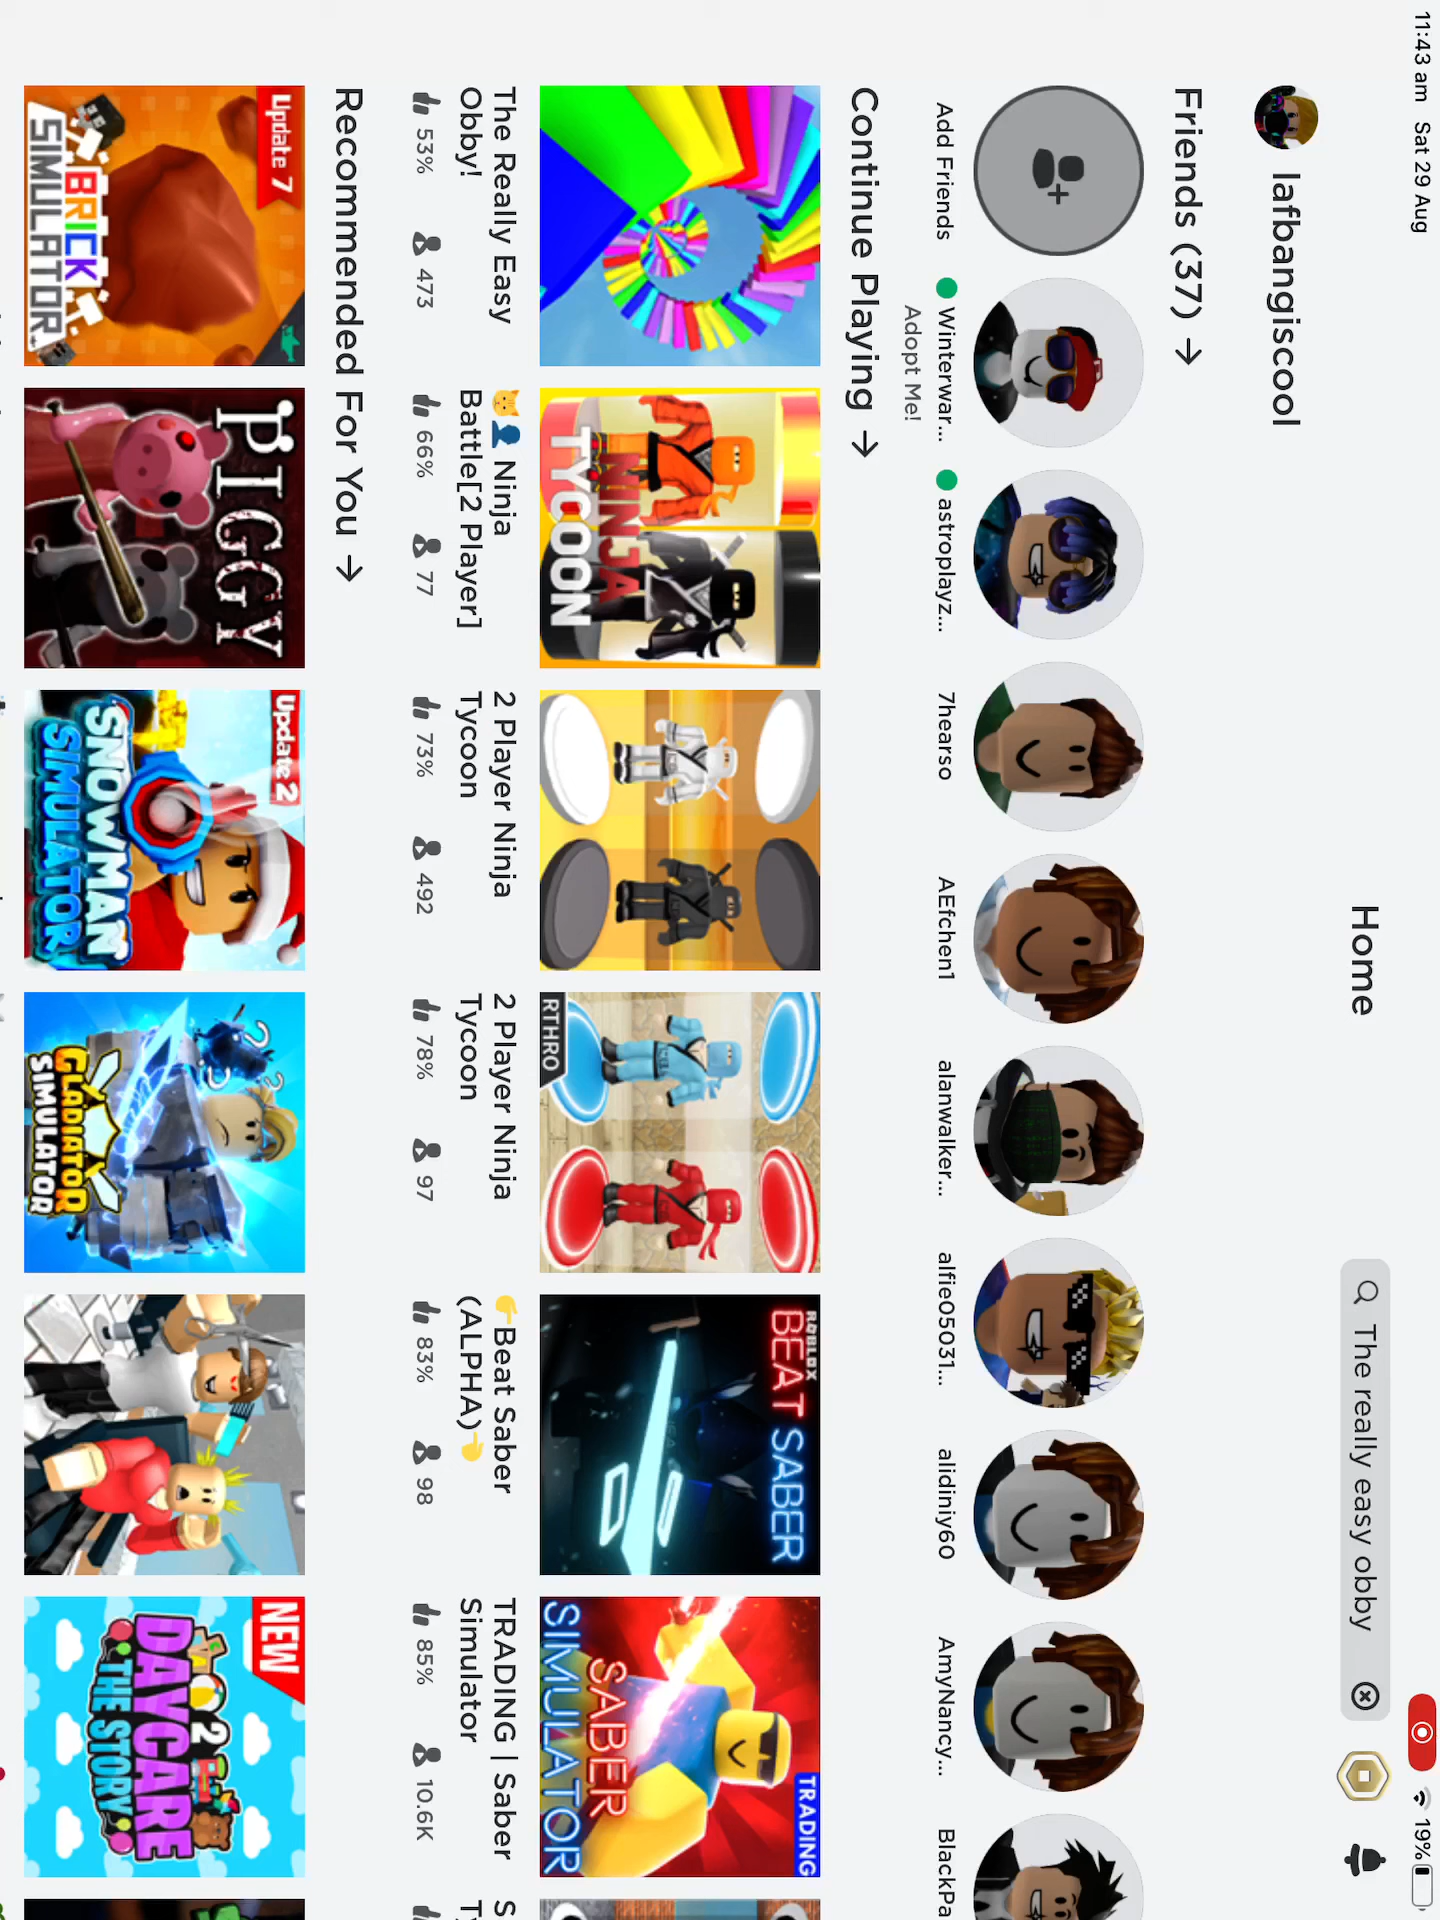 11:43 am Sat 29 Aug
19%
Home
The really easy obby
lafbangiscool
Friends (37) →
Add Friends
Winterwar...
Adopt Me!
astroplayz...
7hearso
AEfchen1
alanwalker...
alfie05031...
alidiniy60
AmyNancy...
BlackPa
Continue Playing →
NINJA
TYCOON
RTHRO
ROBLOX
BEAT SABER
TRADING
SABER
SIMULATOR
The Really Easy
Obby!
53% 473
🐱👤 Ninja
Battle[2 Player]
66% 77
2 Player Ninja
Tycoon
73% 492
2 Player Ninja
Tycoon
78% 97
👉Beat Saber
(ALPHA)👈
83% 98
TRADING | Saber
Simulator
85% 10.6K
Recommended For You →
Update 7
BRICK
SIMULATOR
PIGGY
Update 2
SNOWMAN
SIMULATOR
GLADIATOR
SIMULATOR
NEW
DAYCARE
2
THE STORY